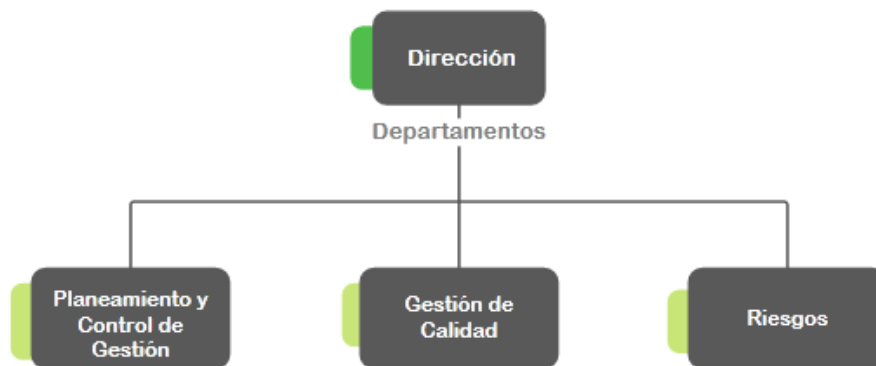 Dirección
Departamentos
Planeamiento y
Control de
Gestión
Gestión de
Calidad
Riesgos